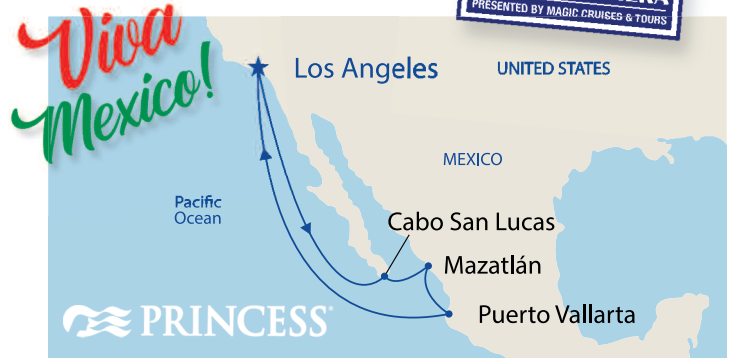 PRESENTED BY MAGIC CRUISES & TOURS
Viva
Mexico!
Los Angeles
UNITED STATES
MEXICO
Pacific
Ocean
Cabo San Lucas
Mazatlán
Puerto Vallarta
PRINCESS